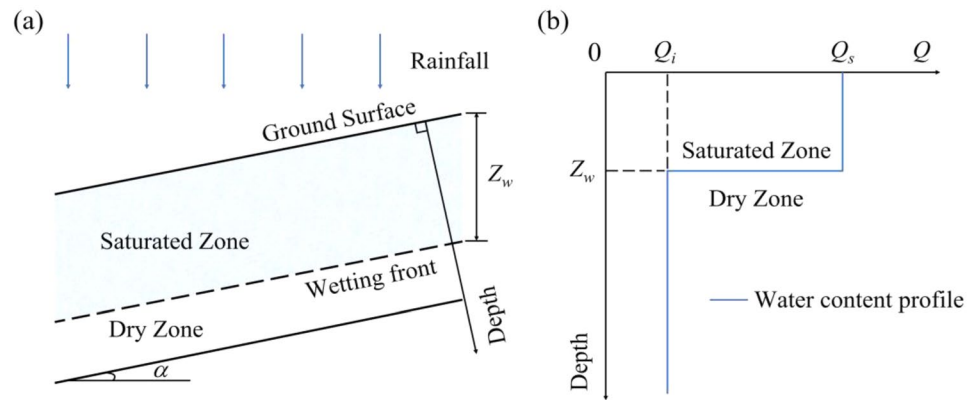 (a)
Rainfall
Ground Surface
Z_w
Saturated Zone
Wetting front
Dry Zone
Depth
α
(b)
0
Q_i
Q_s
Q
Saturated Zone
Z_w
Dry Zone
Water content profile
Depth